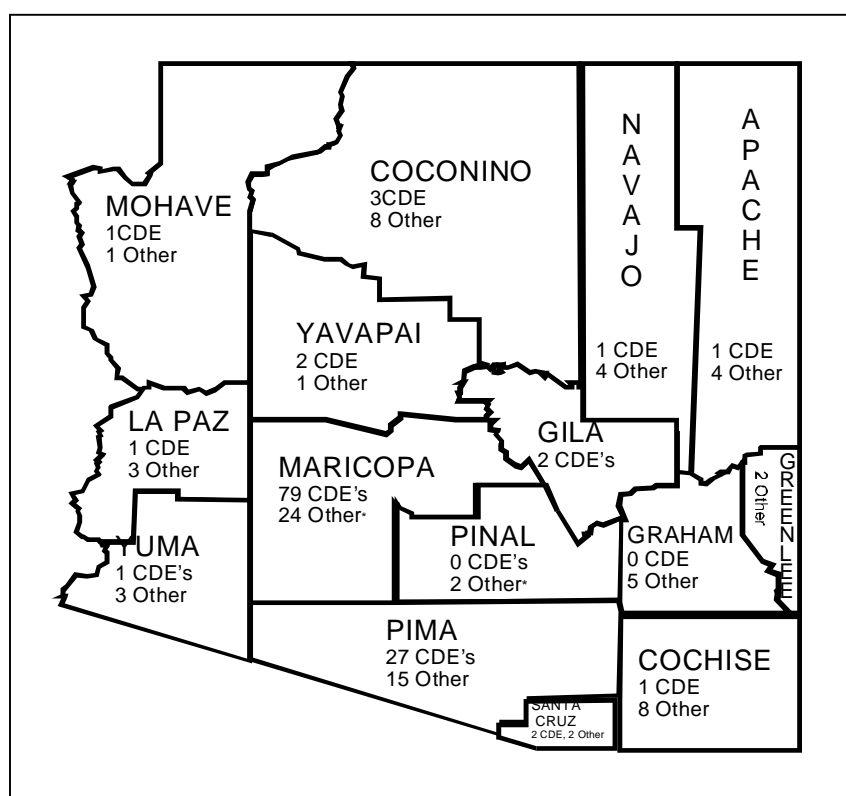 COCONINO
3CDE
8 Other
MOHAVE
1CDE
1 Other
NAVAJO
1 CDE
4 Other
APACHE
1 CDE
4 Other
YAVAPAI
2 CDE
1 Other
LA PAZ
1 CDE
3 Other
GILA
2 CDE's
MARICOPA
79 CDE's
24 Other*
GREENLEE
2 Other
YUMA
1 CDE's
3 Other
PINAL
0 CDE's
2 Other*
GRAHAM
0 CDE
5 Other
PIMA
27 CDE's
15 Other
COCHISE
1 CDE
8 Other
SANTA
CRUZ
2 CDE, 2 Other